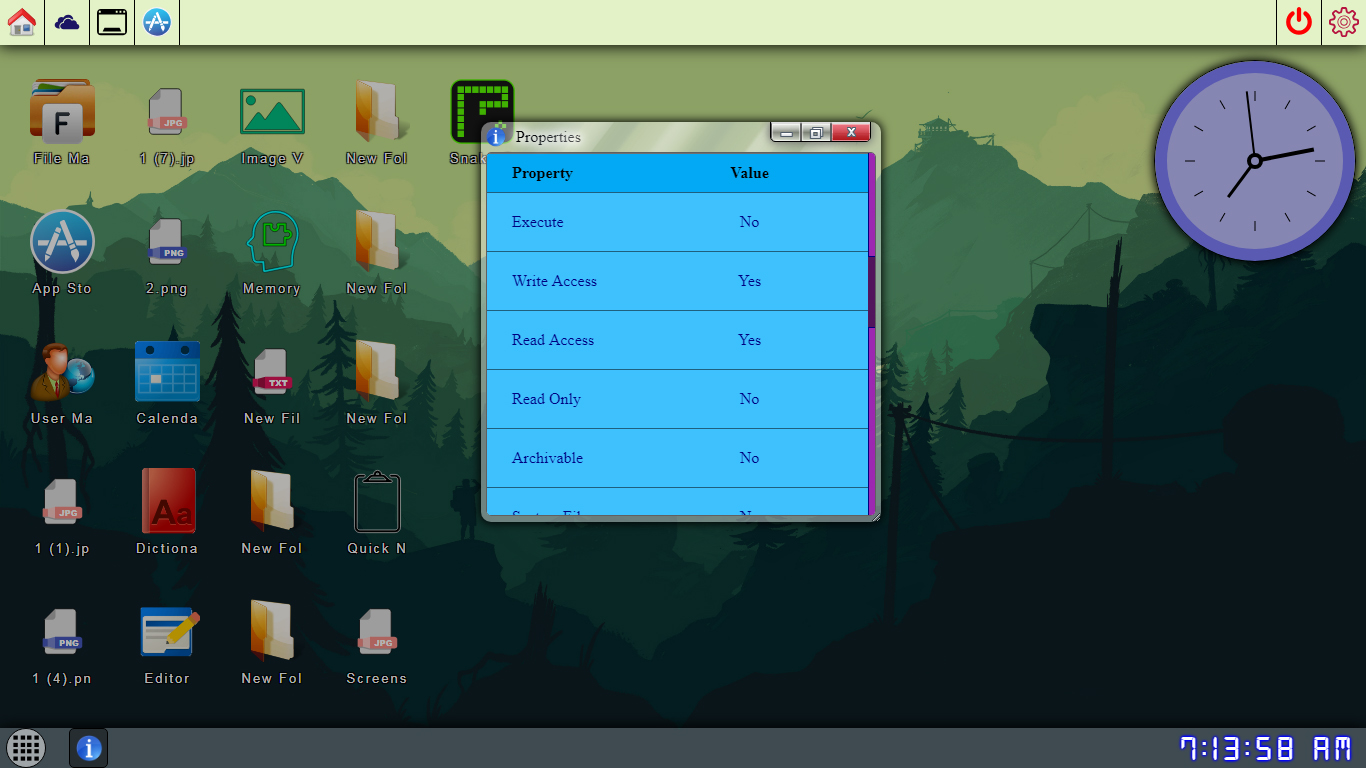 File Ma
1 (7).jp
Image V
New Fol
Snak
App Sto
2.png
Memory
New Fol
User Ma
Calenda
New Fil
New Fol
1 (1).jp
Dictiona
New Fol
Quick N
1 (4).pn
Editor
New Fol
Screens
F
JPG
PNG
TXT
JPG
Aa
PNG
JPG
Properties
Property Value
Execute No
Write Access Yes
Read Access Yes
Read Only No
Archivable No
7:13:58 AM